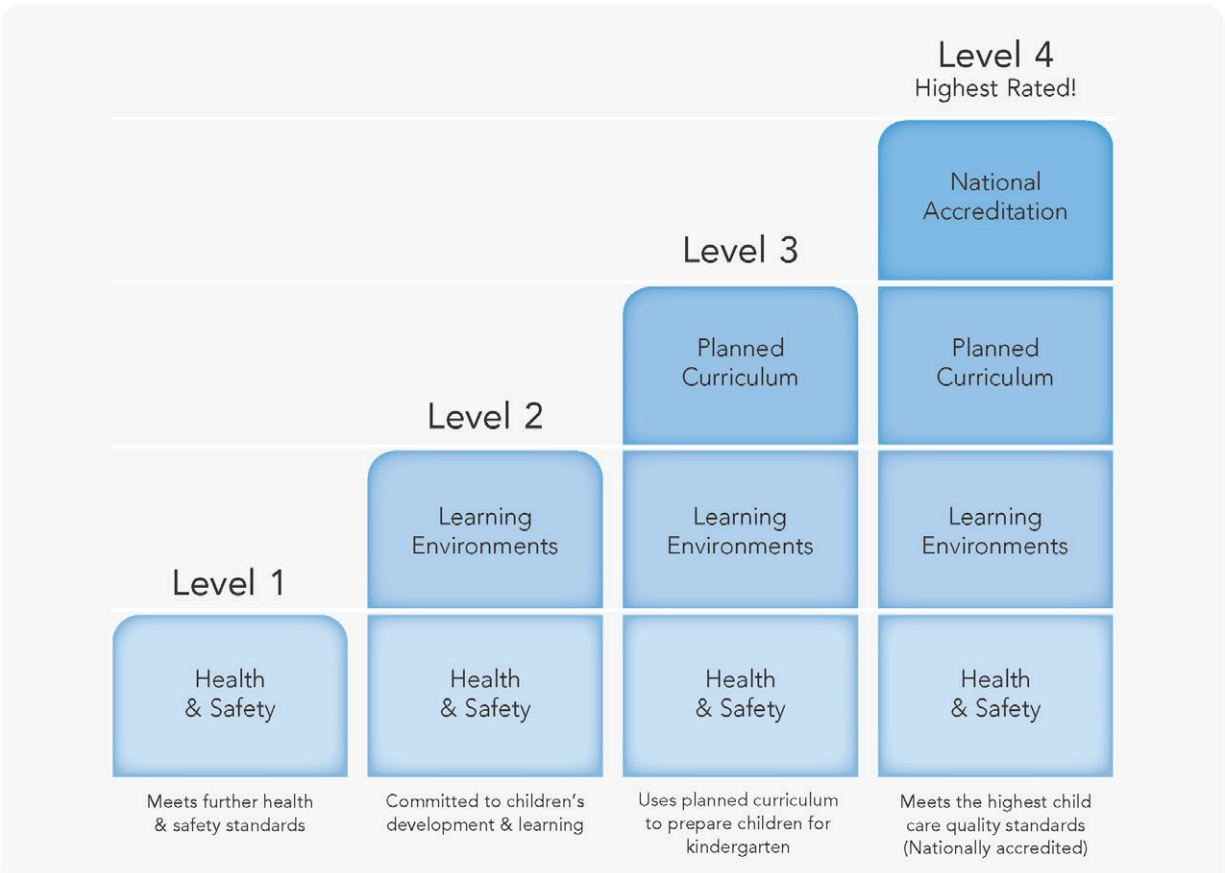 Level 4
Highest Rated!
National
Accreditation
Level 3
Planned
Curriculum
Planned
Curriculum
Level 2
Learning
Environments
Learning
Environments
Learning
Environments
Level 1
Health
& Safety
Health
& Safety
Health
& Safety
Health
& Safety
Meets further health
& safety standards
Committed to children's
development & learning
Uses planned curriculum
to prepare children for
kindergarten
Meets the highest child
care quality standards
(Nationally accredited)